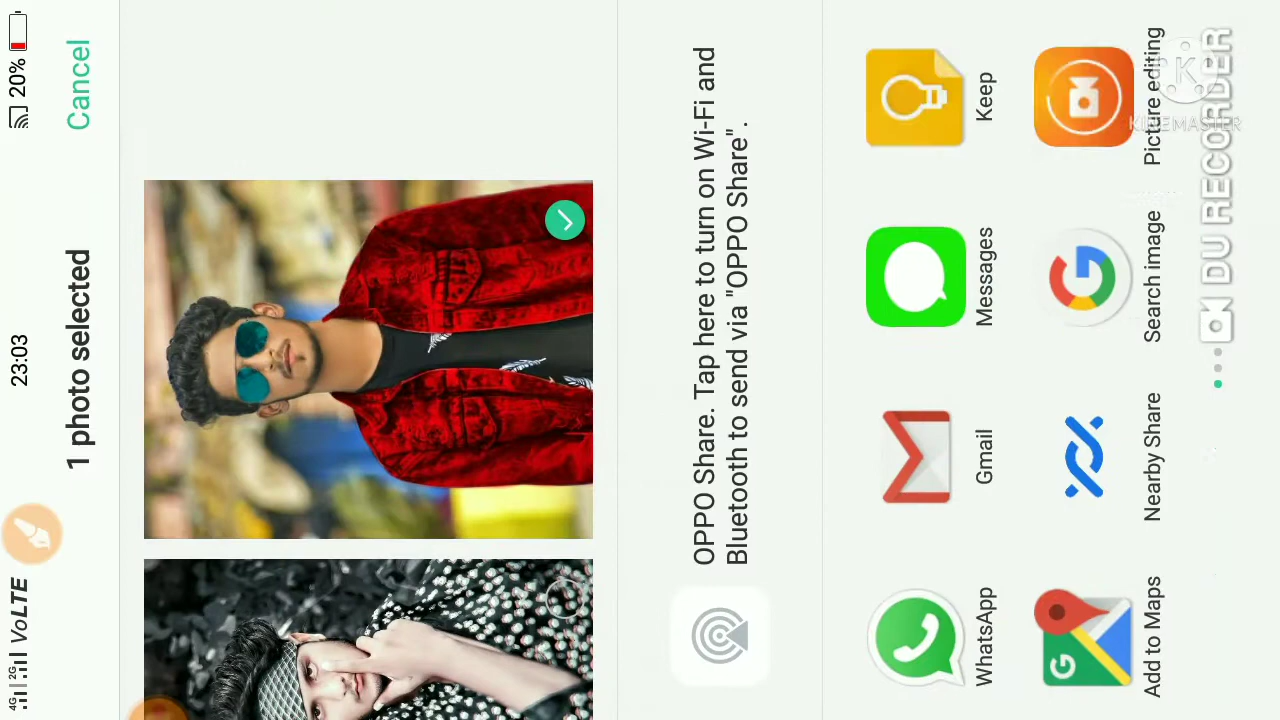 4G 2G VoLTE 23:03 20%
1 photo selected Cancel
OPPO Share. Tap here to turn on Wi-Fi and
Bluetooth to send via "OPPO Share".
WhatsApp Gmail Messages Keep
Add to Maps Nearby Share Search image Picture editing
DU RECORDER
K
KINEMASTER